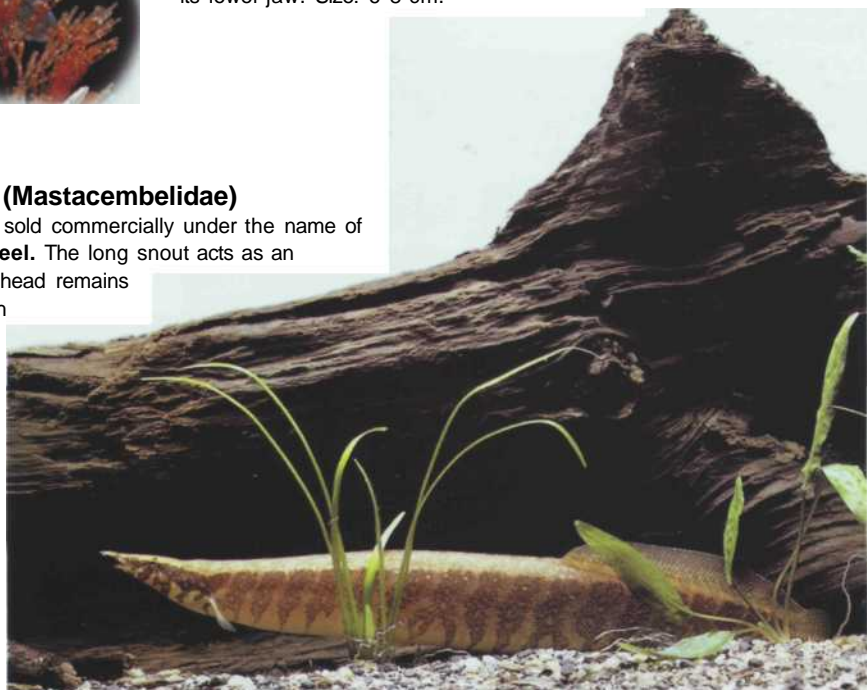 its lower jaw. Size: 6-8 cm.
(Mastacembelidae)
sold commercially under the name of
eel. The long snout acts as an
head remains